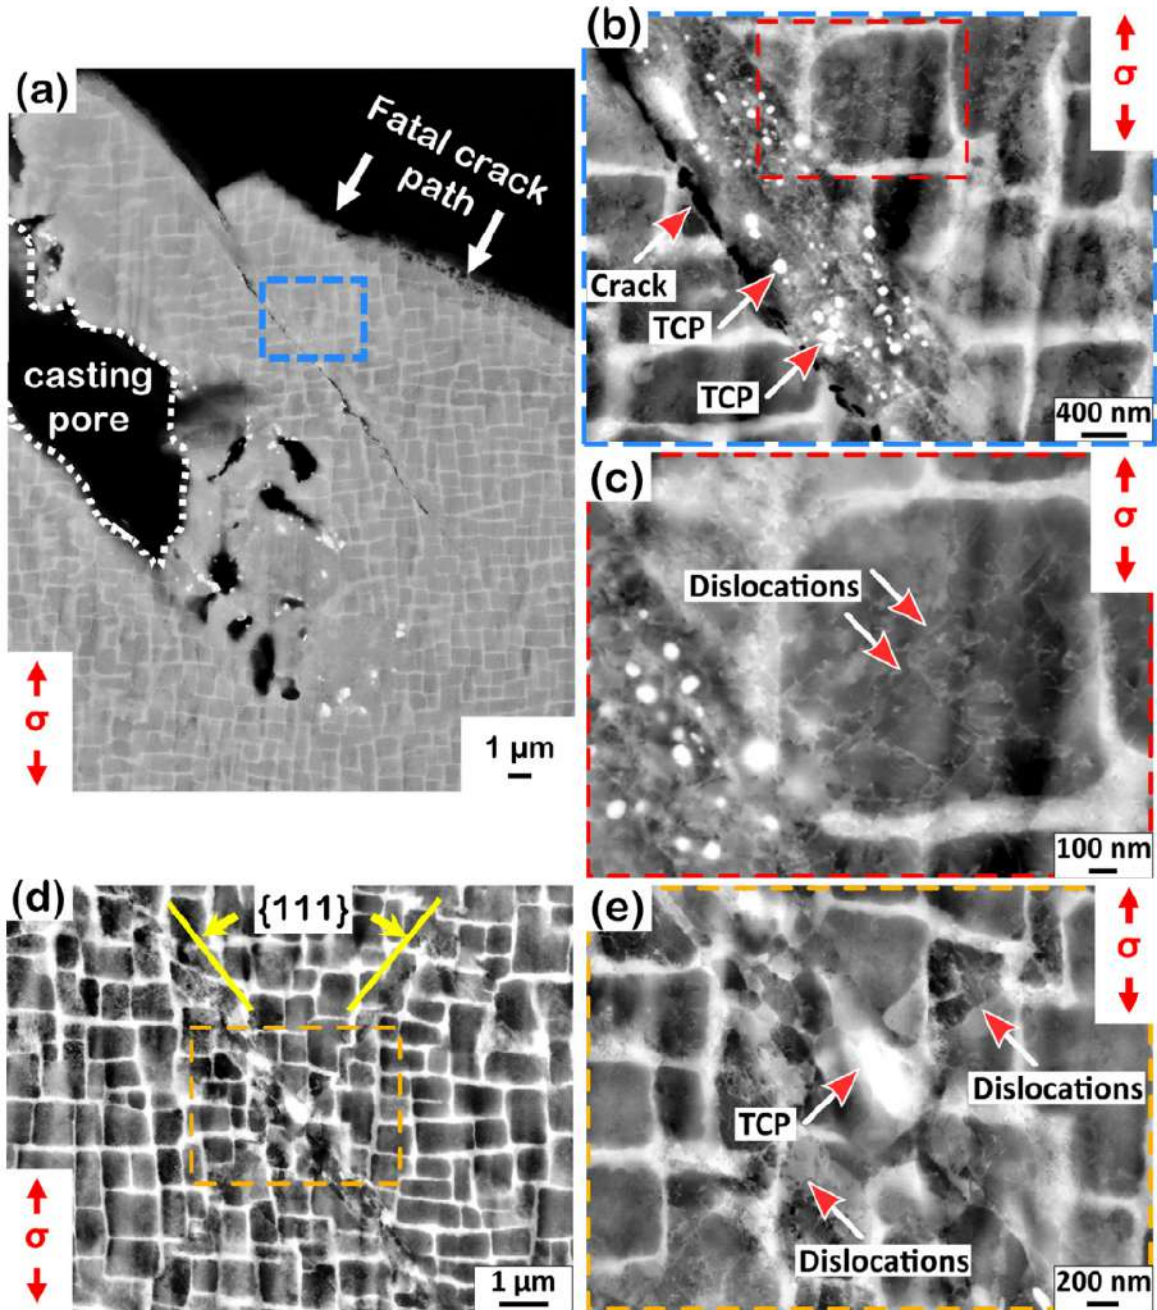 (a)
Fatal crack
path
casting
pore
σ
1 µm
(b)
σ
Crack
TCP
TCP
400 nm
(c)
σ
Dislocations
100 nm
(d)
{111}
σ
1 µm
(e)
σ
TCP
Dislocations
Dislocations
200 nm